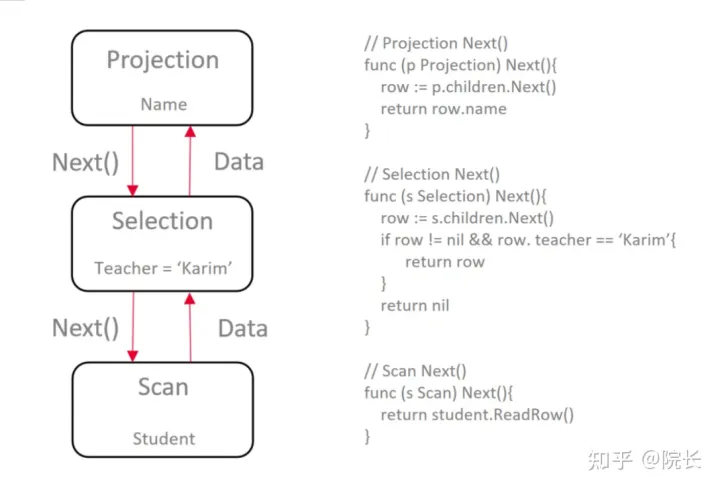 Projection
Name
Next()
Data
Selection
Teacher = ‘Karim’
Next()
Data
Scan
Student
// Projection Next()
func (p Projection) Next(){
row := p.children.Next()
return row.name
}
// Selection Next()
func (s Selection) Next(){
row := s.children.Next()
if row != nil && row. teacher == ‘Karim’{
return row
}
return nil
}
// Scan Next()
func (s Scan) Next(){
return student.ReadRow()
}
知乎 @院长